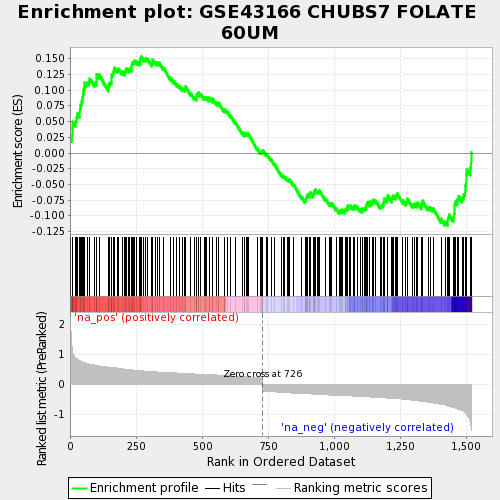 Enrichment plot: GSE43166 CHUBS7 FOLATE
60UM
Enrichment score (ES)
0.150
0.125
0.100
0.075
0.050
0.025
0.000
-0.025
-0.050
-0.075
-0.100
-0.125
Ranked list metric (PreRanked)
'na_pos' (positively correlated)
2
1
0
-1
Zero cross at 726
'na_neg' (negatively correlated)
0
250
500
750
1,000
1,250
1,500
Rank in Ordered Dataset
Enrichment profile
Hits
Ranking metric scores